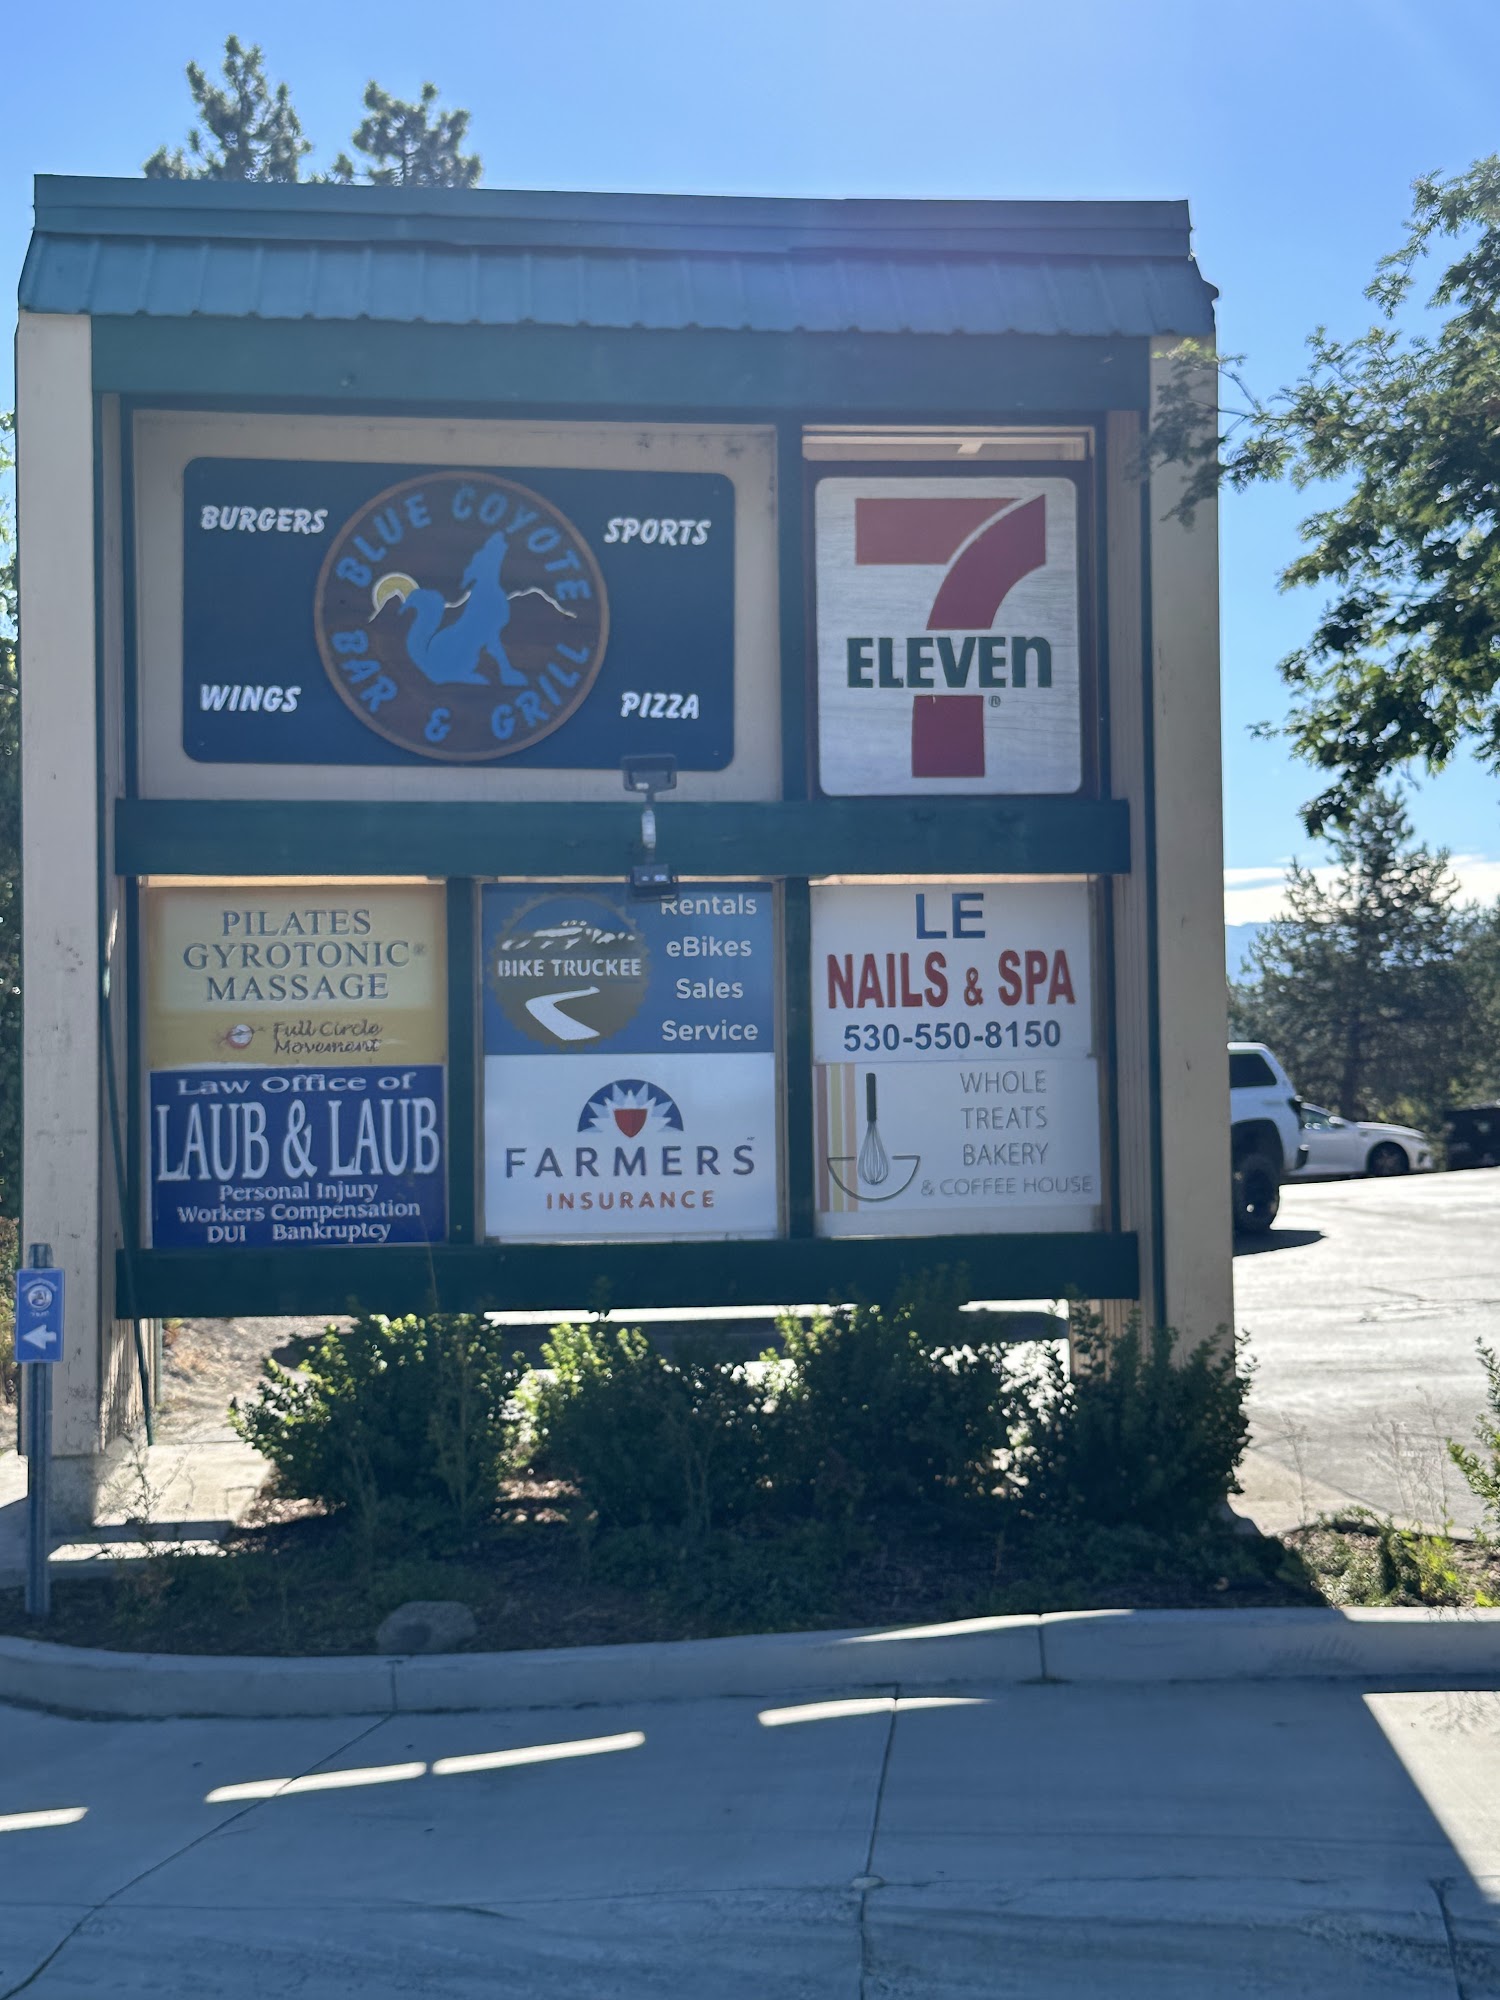 BURGERS
SPORTS
BLUE COYOTE
BAR & GRILL
WINGS
PIZZA
7
ELEVEn
®
PILATES
GYROTONIC®
MASSAGE
Full Circle
Movement
Law Office of
LAUB & LAUB
Personal Injury
Workers Compensation
DUI Bankruptcy
BIKE TRUCKEE
Rentals
eBikes
Sales
Service
FARMERS
INSURANCE
LE
NAILS & SPA
530-550-8150
WHOLE
TREATS
BAKERY
& COFFEE HOUSE